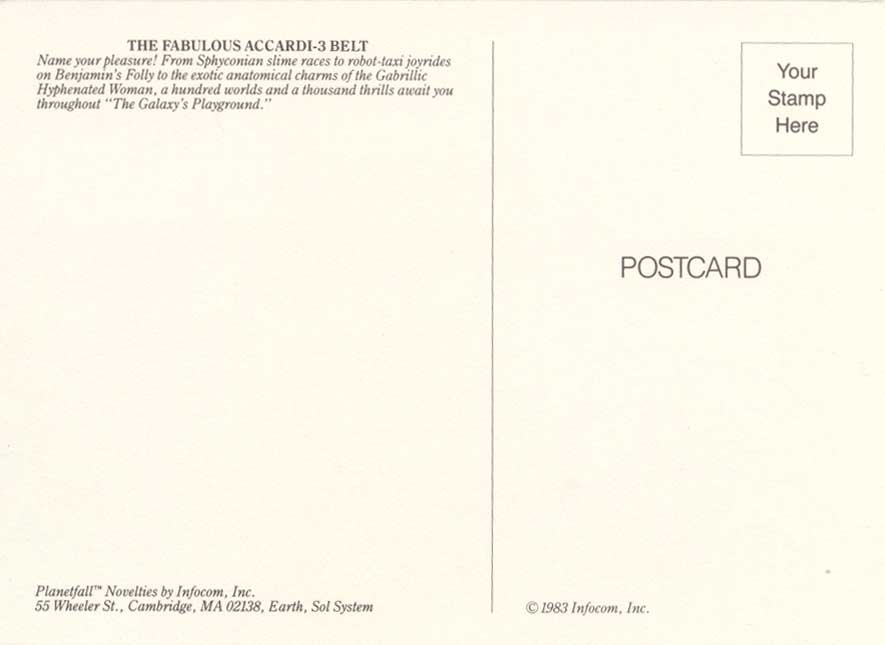 THE FABULOUS ACCARDI-3 BELT
Name your pleasure! From Sphyconian slime races to robot-taxi joyrides
on Benjamin's Folly to the exotic anatomical charms of the Gabrillic
Hyphenated Woman, a hundred worlds and a thousand thrills await you
throughout "The Galaxy's Playground."
Your
Stamp
Here
POSTCARD
Planetfall™ Novelties by Infocom, Inc.
55 Wheeler St., Cambridge, MA 02138, Earth, Sol System
©1983 Infocom, Inc.